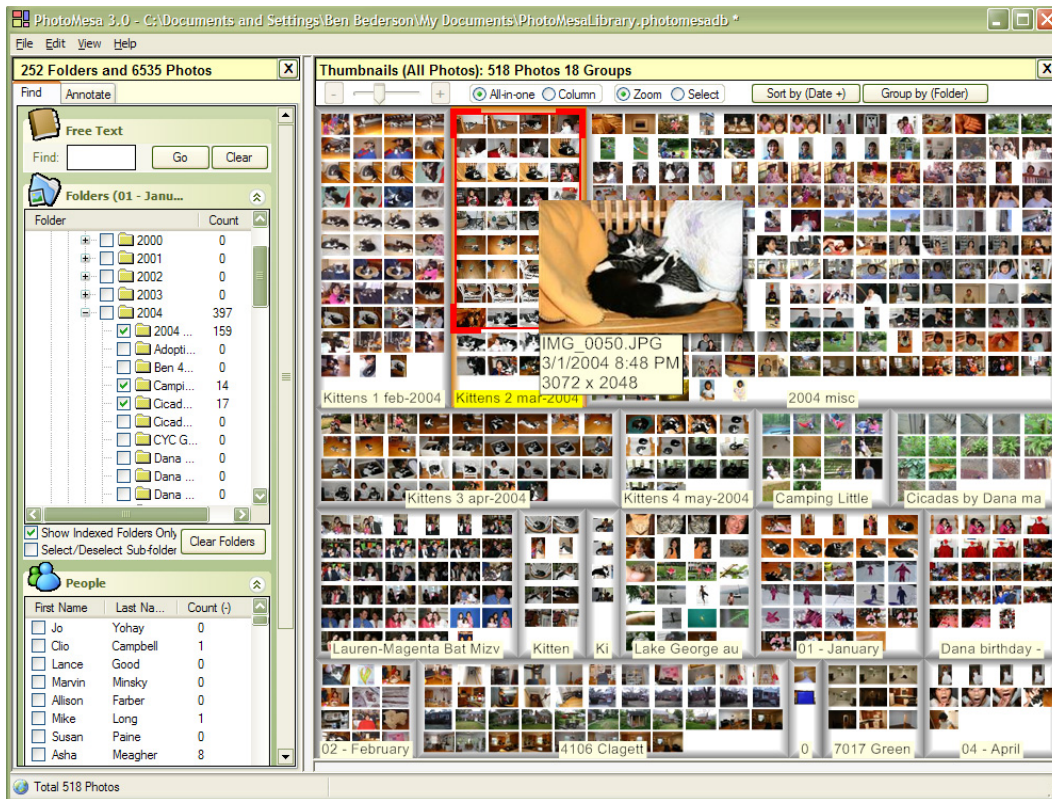 PhotoMesa 3.0 - C:\Documents and Settings\Ben Bederson\My Documents\PhotoMesaLibrary.photomesadb *
File Edit View Help
252 Folders and 6535 Photos X
Find Annotate
Free Text
Find: Go Clear
Folders (01 - Janu...
Folder Count
2000 0
2001 0
2002 0
2003 0
2004 397
2004 ... 159
Adopti... 0
Ben 4... 0
Campi... 14
Cicad... 17
Cicad... 0
CYC G... 0
Dana ... 0
Dana ... 0
Dana ... 0
Show Indexed Folders Only
Select/Deselect Sub-folder
Clear Folders
People
First Name Last Na... Count (-)
Jo Yohay 0
Clio Campbell 1
Lance Good 0
Marvin Minsky 0
Allison Farber 0
Mike Long 1
Susan Paine 0
Asha Meagher 8
Thumbnails (All Photos): 518 Photos 18 Groups X
- + All-in-one Column Zoom Select Sort by (Date +) Group by (Folder)
IMG_0050.JPG
3/1/2004 8:48 PM
3072 x 2048
Kittens 1 feb-2004 Kittens 2 mar-2004 2004 misc
Kittens 3 apr-2004 Kittens 4 may-2004 Camping Little Cicadas by Dana ma
Lauren-Magenta Bat Mizv Kitten Ki Lake George au 01 - January Dana birthday -
02 - February 4106 Clagett 0 7017 Green 04 - April
Total 518 Photos